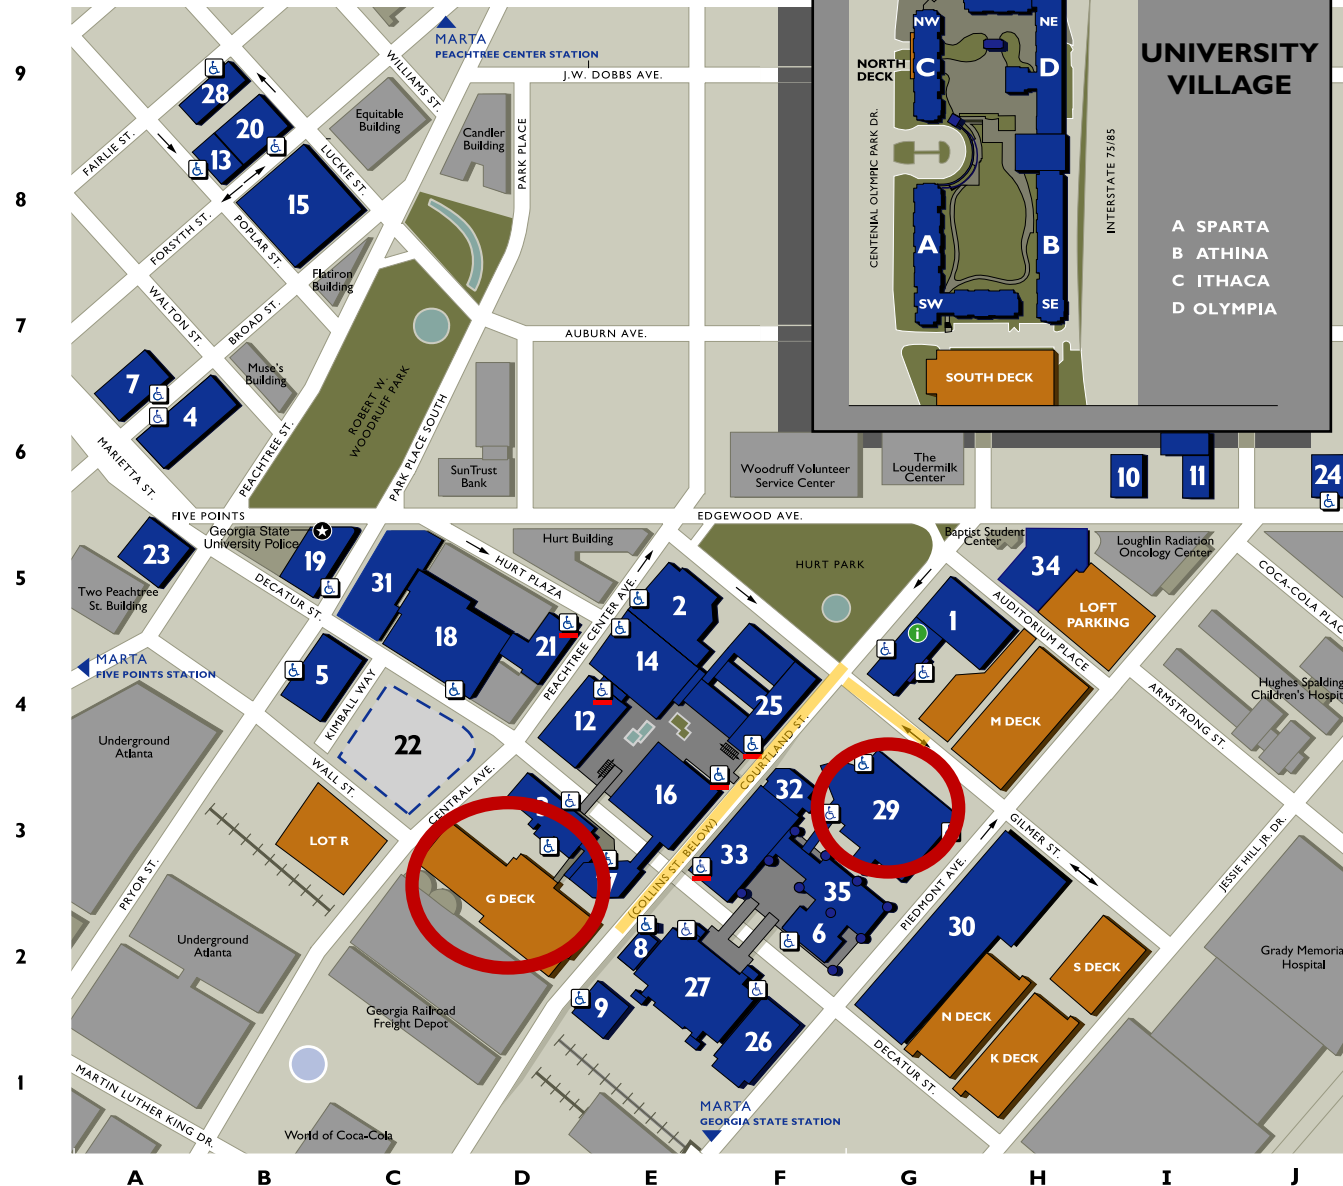 9
8
7
6
5
4
3
2
1
A
B
C
D
E
F
G
H
I
J
MARTA
PEACHTREE CENTER STATION
J.W. DOBBS AVE.
WILLIAMS ST.
FAIRLIE ST.
28
20
13
15
LUCKIE ST.
Equitable
Building
Candler
Building
PARK PLACE
FORSYTH ST.
POPLAR ST.
Flatiron
Building
WALTON ST.
BROAD ST.
AUBURN AVE.
Muse's
Building
7
4
ROBERT W.
WOODRUFF PARK
PARK PLACE SOUTH
PEACHTREE ST.
MARIETTA ST.
SunTrust
Bank
Woodruff Volunteer
Service Center
The
Loudermilk
Center
10
11
24
UNIVERSITY
VILLAGE
NW
NE
NORTH
DECK
C
D
CENTENIAL OLYMPIC PARK DR.
INTERSTATE 75/85
A
B
SW
SE
SOUTH DECK
A SPARTA
B ATHINA
C ITHACA
D OLYMPIA
FIVE POINTS
EDGEWOOD AVE.
Georgia State
University Police
19
23
Two Peachtree
St. Building
DECATUR ST.
31
18
21
HURT PLAZA
Hurt Building
PEACHTREE CENTER AVE.
2
14
HURT PARK
Baptist Student
Center
34
Loughlin Radiation
Oncology Center
COCA-COLA PLAC
AUDITORIUM PLACE
LOFT
PARKING
1
i
MARTA
FIVE POINTS STATION
5
KIMBALL WAY
22
12
25
M DECK
ARMSTRONG ST.
Hughes Spalding
Children's Hospit
Underground
Atlanta
WALL ST.
CENTRAL AVE.
16
COURTLAND ST.
(COLLINS ST. BELOW)
32
29
LOT R
3
G DECK
33
35
6
GILMER ST.
PIEDMONT AVE.
JESSIE HILL JR. DR.
30
PRYOR ST.
Underground
Atlanta
8
27
9
26
S DECK
N DECK
K DECK
Grady Memoria
Hospital
Georgia Railroad
Freight Depot
DECATUR ST.
MARTIN LUTHER KING DR.
World of Coca-Cola
MARTA
GEORGIA STATE STATION